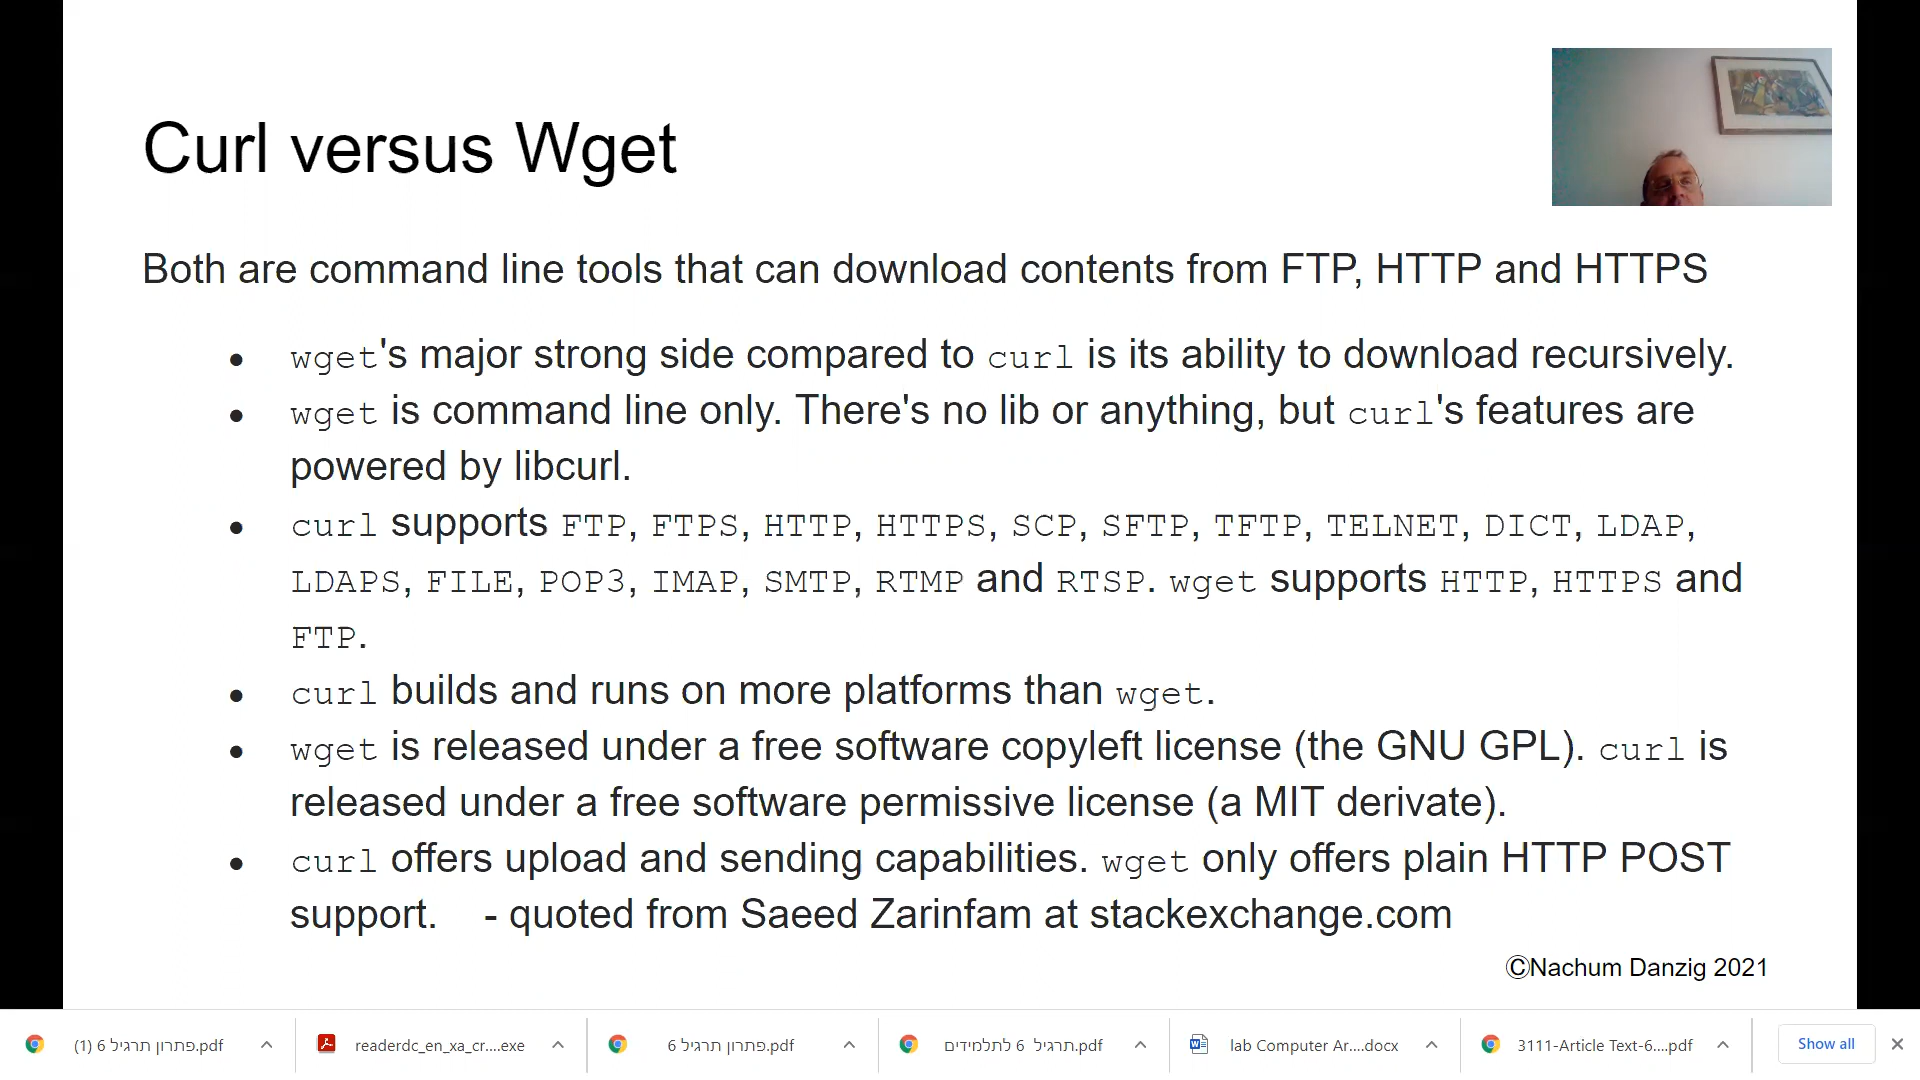 Curl versus Wget
Both are command line tools that can download contents from FTP, HTTP and HTTPS
● wget's major strong side compared to curl is its ability to download recursively.
● wget is command line only. There's no lib or anything, but curl's features are
powered by libcurl.
● curl supports FTP, FTPS, HTTP, HTTPS, SCP, SFTP, TFTP, TELNET, DICT, LDAP,
LDAPS, FILE, POP3, IMAP, SMTP, RTMP and RTSP. wget supports HTTP, HTTPS and
FTP.
● curl builds and runs on more platforms than wget.
● wget is released under a free software copyleft license (the GNU GPL). curl is
released under a free software permissive license (a MIT derivate).
● curl offers upload and sending capabilities. wget only offers plain HTTP POST
support. - quoted from Saeed Zarinfam at stackexchange.com
©Nachum Danzig 2021
פתרון תרגיל 6 (1).pdf
readerdc_en_xa_cr....exe
פתרון תרגיל 6.pdf
תרגיל 6 לתלמידים.pdf
lab Computer Ar....docx
3111-Article Text-6....pdf
Show all